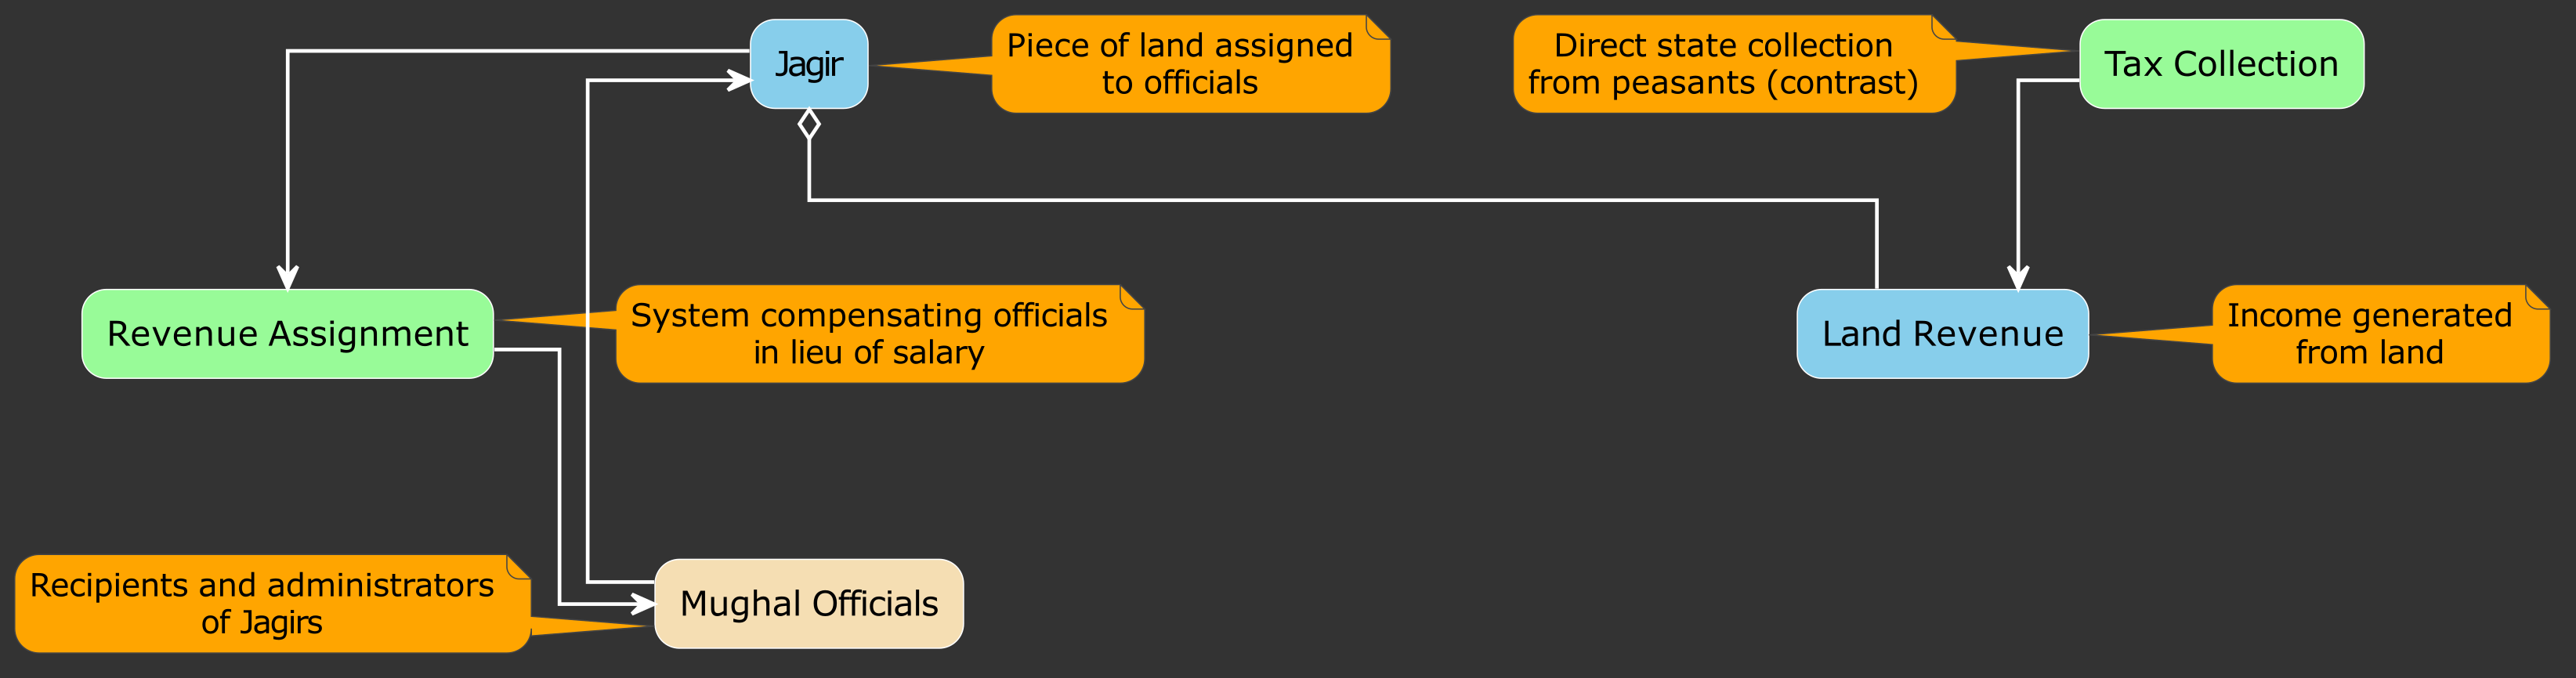 Jagir
Piece of land assigned
to officials
Direct state collection
from peasants (contrast)
Tax Collection
Revenue Assignment
System compensating officials
in lieu of salary
Land Revenue
Income generated
from land
Recipients and administrators
of Jagirs
Mughal Officials